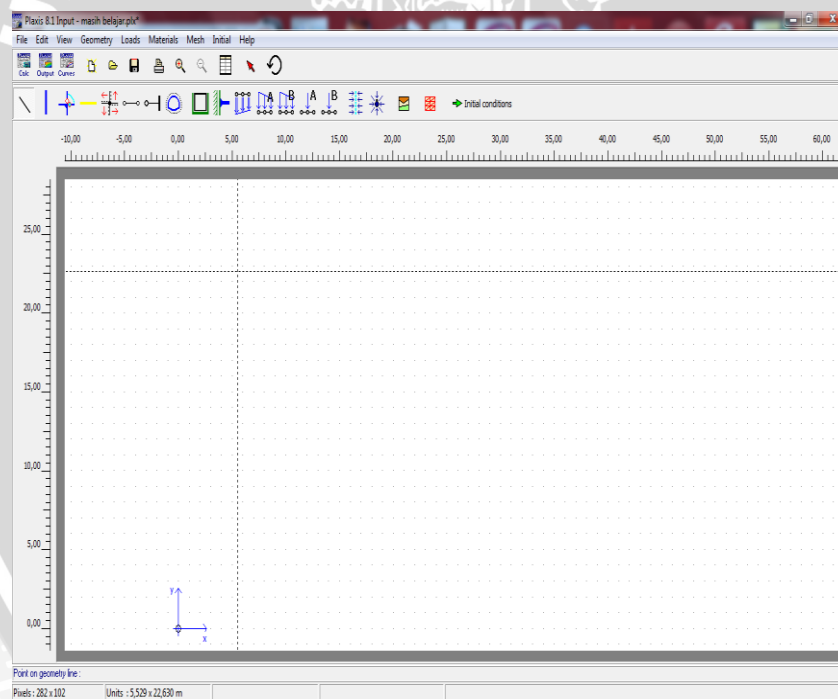 Plaxis 8.1 Input - masih belajar.plx*
File Edit View Geometry Loads Materials Mesh Initial Help
Calc Output Curves
A B A B Initial conditions
-10,00 -5,00 0,00 5,00 10,00 15,00 20,00 25,00 30,00 35,00 40,00 45,00 50,00 55,00 60,00
25,00
20,00
15,00
10,00
5,00
y
0,00
x
Point on geometry line :
Pixels : 282 x 102 Units : 5,529 x 22,630 m